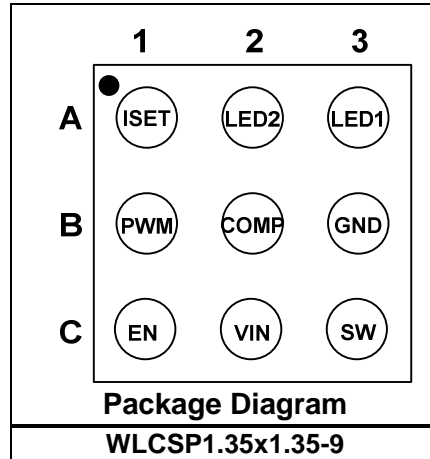 1 2 3
A ISET LED2 LED1
B PWM COMP GND
C EN VIN SW
Package Diagram
WLCSP1.35x1.35-9